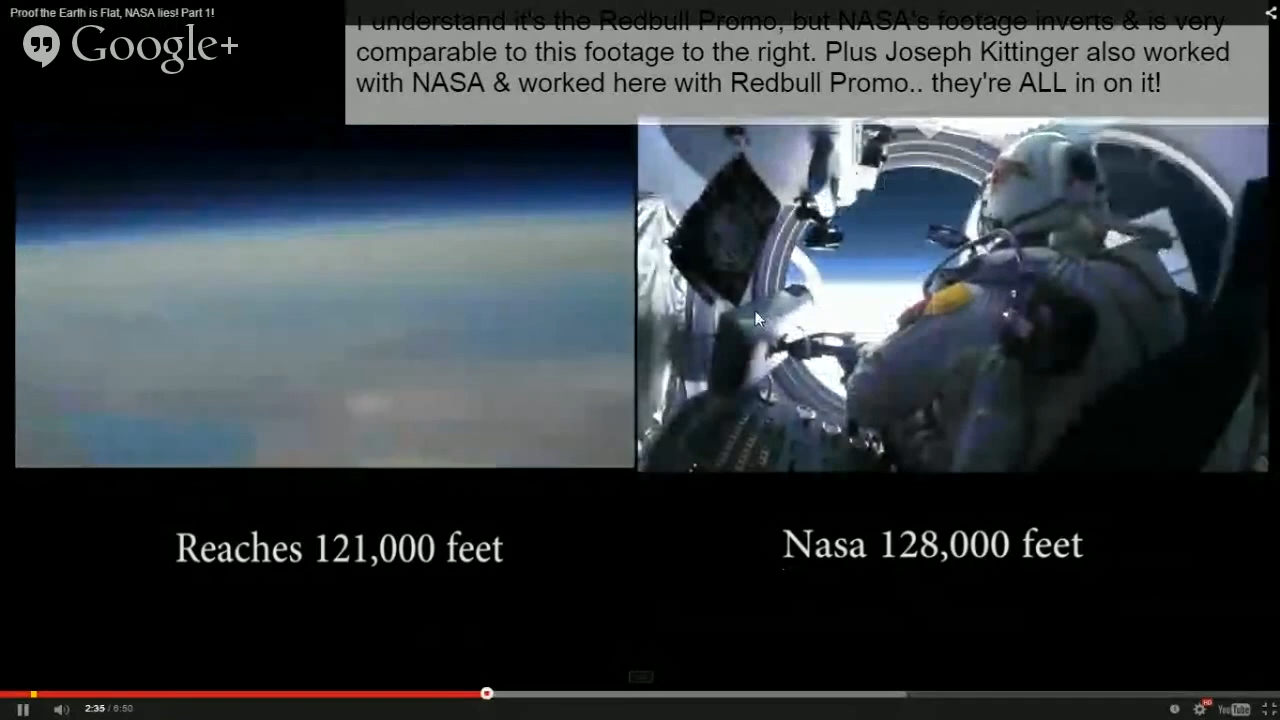 Proof the Earth is Flat, NASA lies! Part 1!
Google+
I understand it's the Redbull Promo, but NASA's footage inverts & is very
comparable to this footage to the right. Plus Joseph Kittinger also worked
with NASA & worked here with Redbull Promo.. they're ALL in on it!
Reaches 121,000 feet
Nasa 128,000 feet
2:35 / 6:50
HD
YouTube